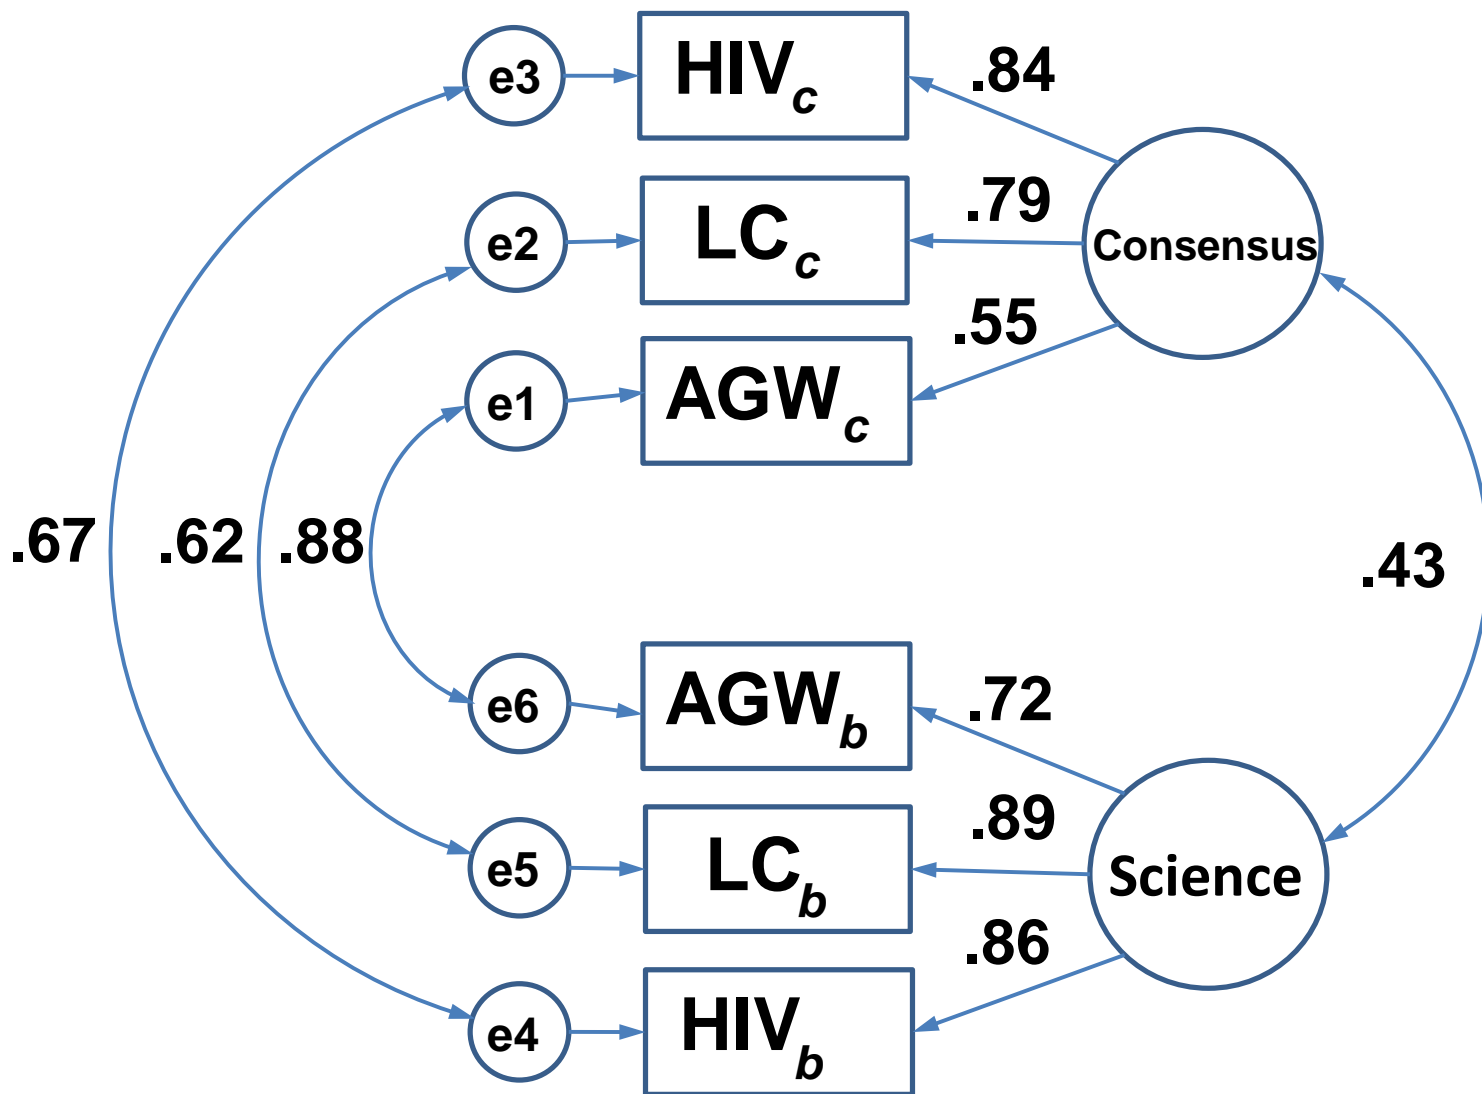 e3 HIVc .84
e2 LCc .79 Consensus
e1 AGWc .55
.67 .62 .88 .43
e6 AGWb .72
e5 LCb .89 Science
e4 HIVb .86